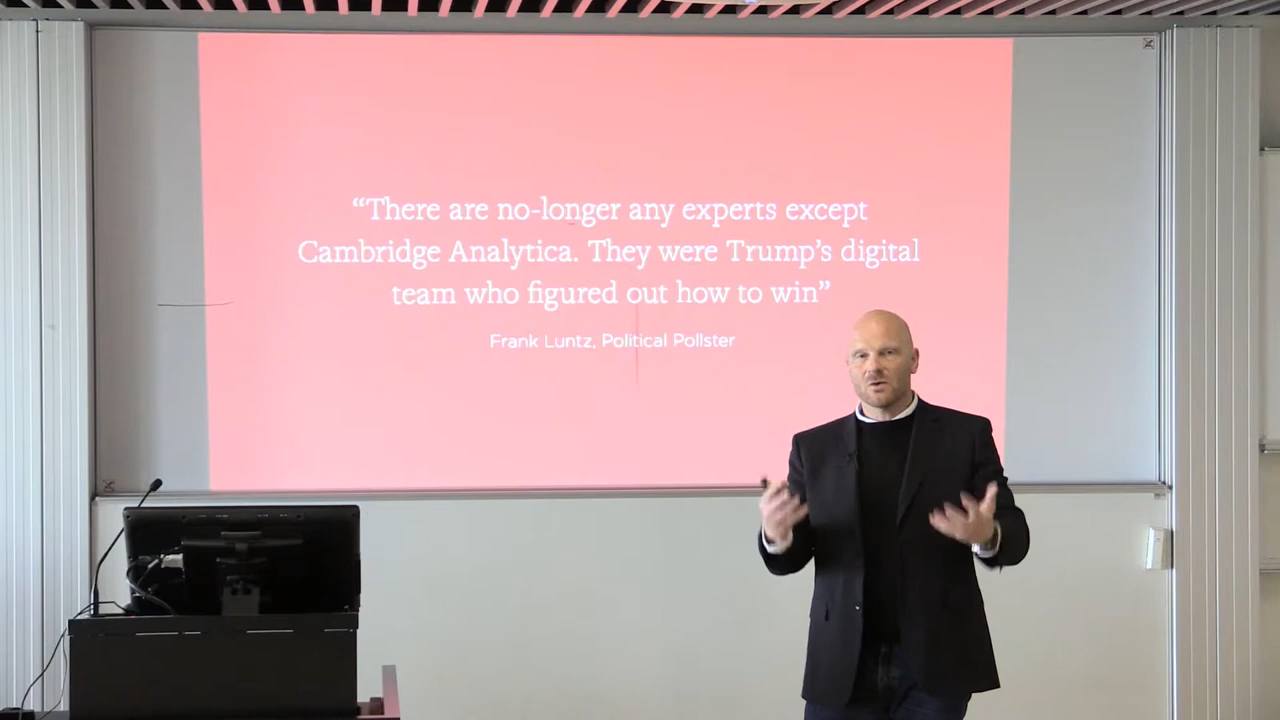 “There are no-longer any experts except
Cambridge Analytica. They were Trump’s digital
team who figured out how to win”
Frank Luntz, Political Pollster